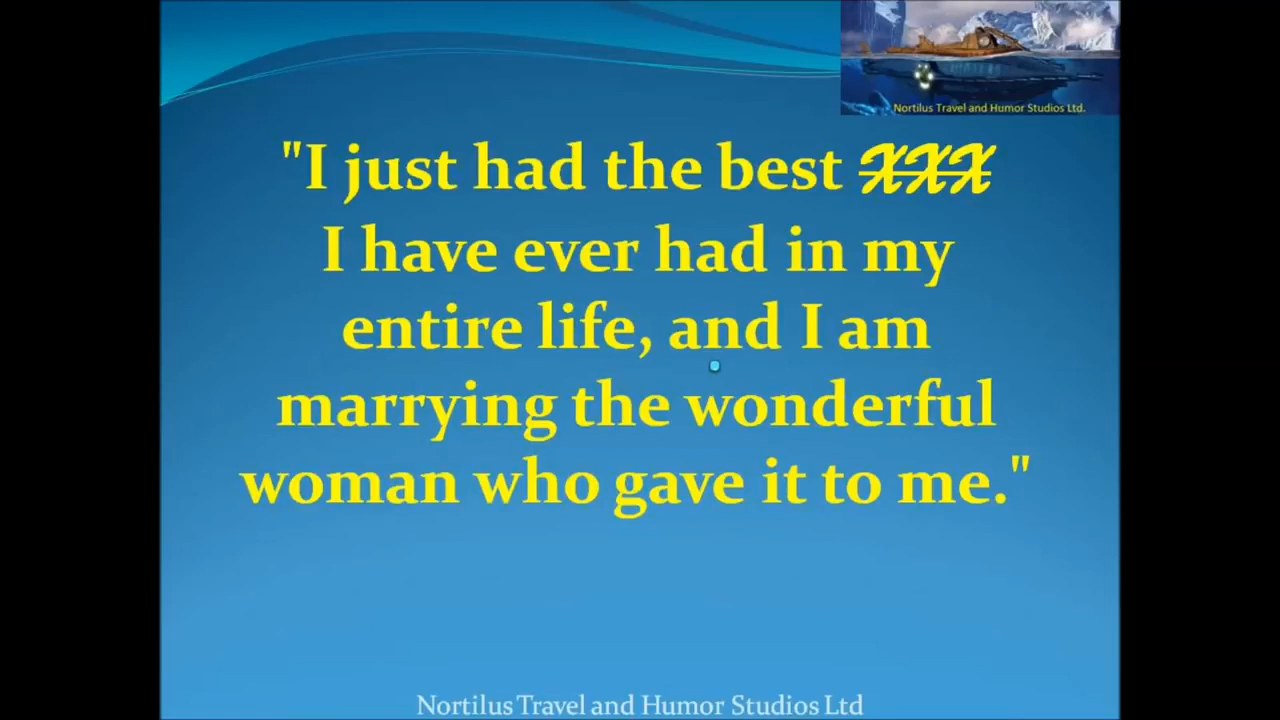 Nortilus Travel and Humor Studios Ltd.
"I just had the best xxx
I have ever had in my
entire life, and I am
marrying the wonderful
woman who gave it to me."
Nortilus Travel and Humor Studios Ltd